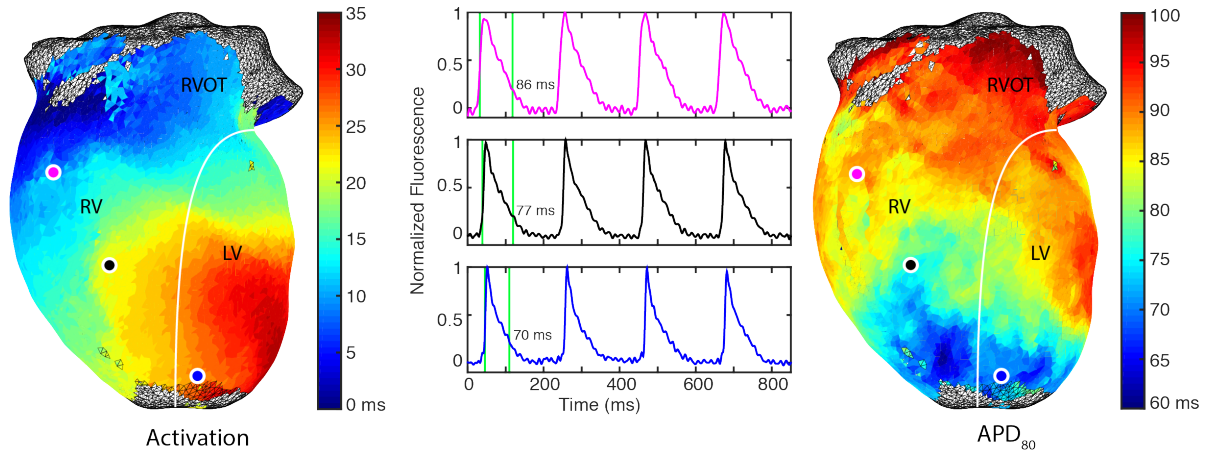 RVOT
RV
LV
35
30
25
20
15
10
5
0 ms
Activation
Normalized Fluorescence
1
0.5
0
86 ms
1
0.5
0
77 ms
1
0.5
0
70 ms
0 200 400 600 800
Time (ms)
RVOT
RV
LV
100
95
90
85
80
75
70
65
60 ms
APD80